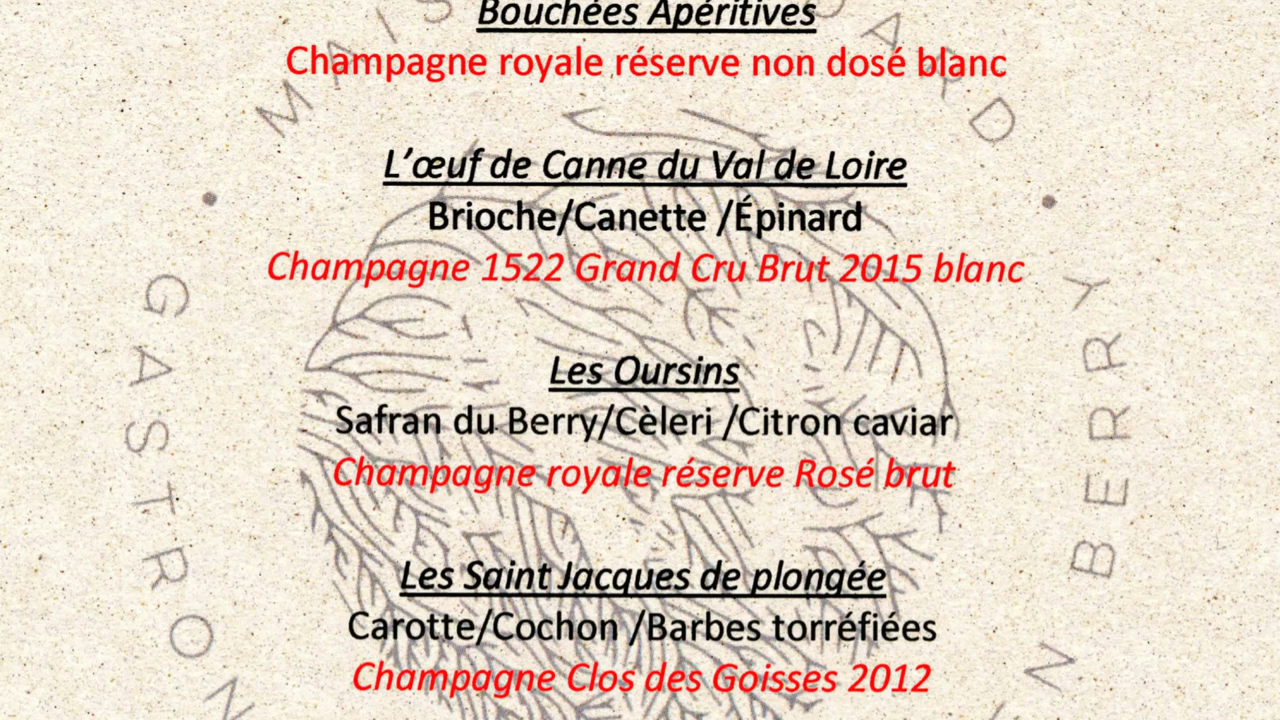 Bouchées Apéritives
Champagne royale réserve non dosé blanc
L'œuf de Canne du Val de Loire
Brioche/Canette /Épinard
Champagne 1522 Grand Cru Brut 2015 blanc
Les Oursins
Safran du Berry/Cèleri /Citron caviar
Champagne royale réserve Rosé brut
Les Saint Jacques de plongée
Carotte/Cochon /Barbes torréfiées
Champagne Clos des Goisses 2012
BERRY